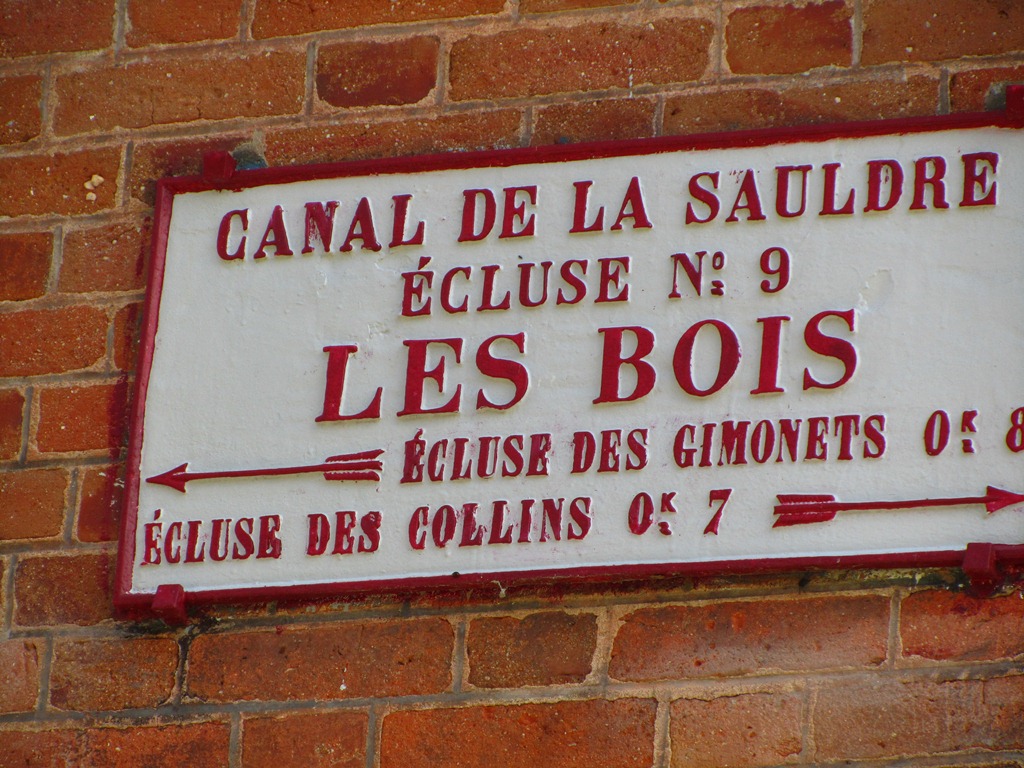 CANAL DE LA SAULDRE
ÉCLUSE Nº 9
LES BOIS
ÉCLUSE DES GIMONETS 0ᴷ 8
ÉCLUSE DES COLLINS 0ᴷ 7